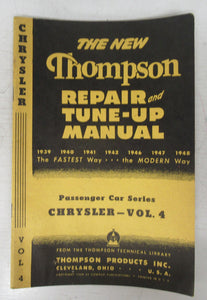 CHRYSLER
VOL 4
THE NEW
Thompson
REPAIR and
TUNE-UP
MANUAL
1939 1940 1941 1942 1946 1947 1948
The FASTEST Way . . . the MODERN Way
Passenger Car Series
CHRYSLER—VOL. 4
FROM THE THOMPSON TECHNICAL LIBRARY
THOMPSON PRODUCTS INC.
CLEVELAND, OHIO . . . . U. S. A.